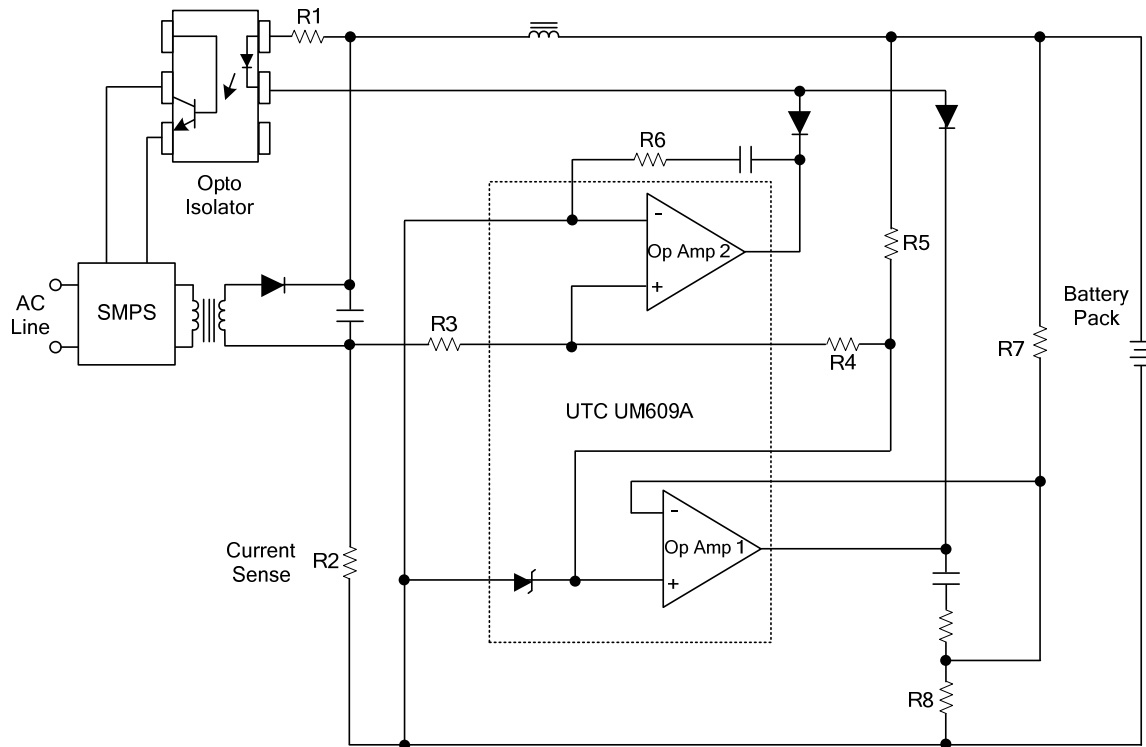 R1
Opto
Isolator
R6
-
Op Amp 2
+
R5
AC
Line
SMPS
R3
R4
Battery
Pack
R7
UTC UM609A
Current
Sense
R2
-
Op Amp 1
+
R8